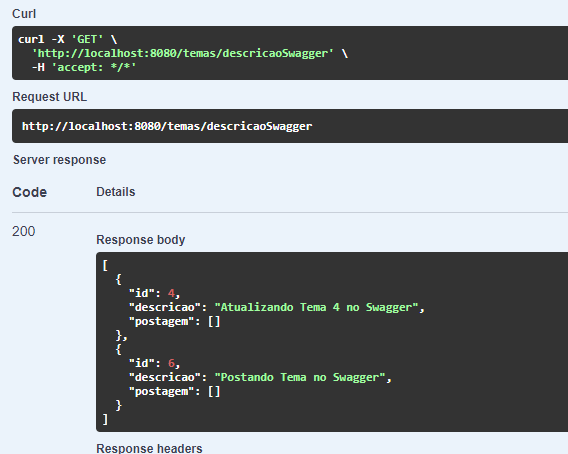 Curl
curl -X 'GET' \
'http://localhost:8080/temas/descricaoSwagger' \
-H 'accept: */*'
Request URL
http://localhost:8080/temas/descricaoSwagger
Server response
Code Details
200
Response body
[
{
"id": 4,
"descricao": "Atualizando Tema 4 no Swagger",
"postagem": []
},
{
"id": 6,
"descricao": "Postando Tema no Swagger",
"postagem": []
}
]
Response headers